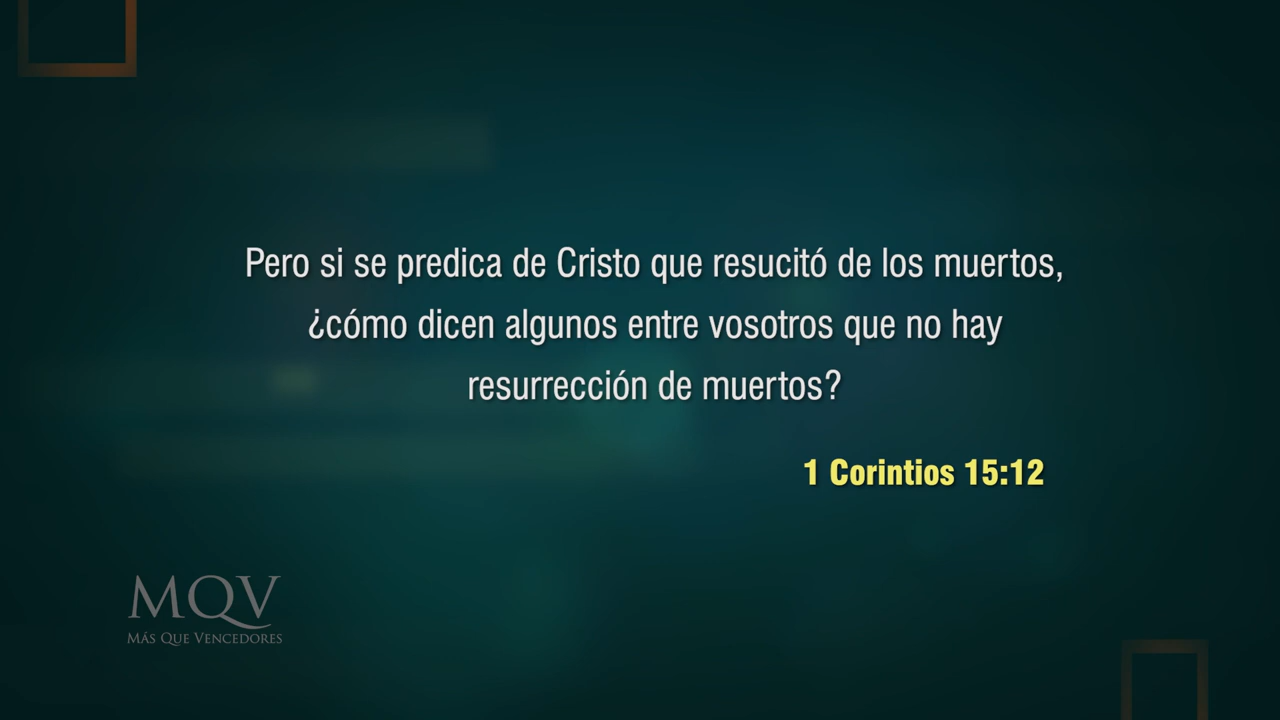 Pero si se predica de Cristo que resucitó de los muertos,
¿cómo dicen algunos entre vosotros que no hay
resurrección de muertos?
1 Corintios 15:12
MQV
MÁS QUE VENCEDORES